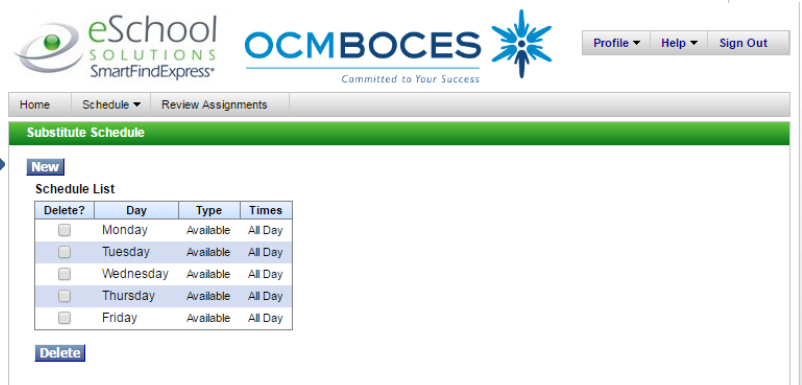 eSchool
SOLUTIONS
SmartFindExpress®
OCMBOCES
Committed to Your Success
Profile ▾ Help ▾ Sign Out
Home Schedule ▾ Review Assignments
Substitute Schedule
New
Schedule List
Delete? Day Type Times
Monday Available All Day
Tuesday Available All Day
Wednesday Available All Day
Thursday Available All Day
Friday Available All Day
Delete